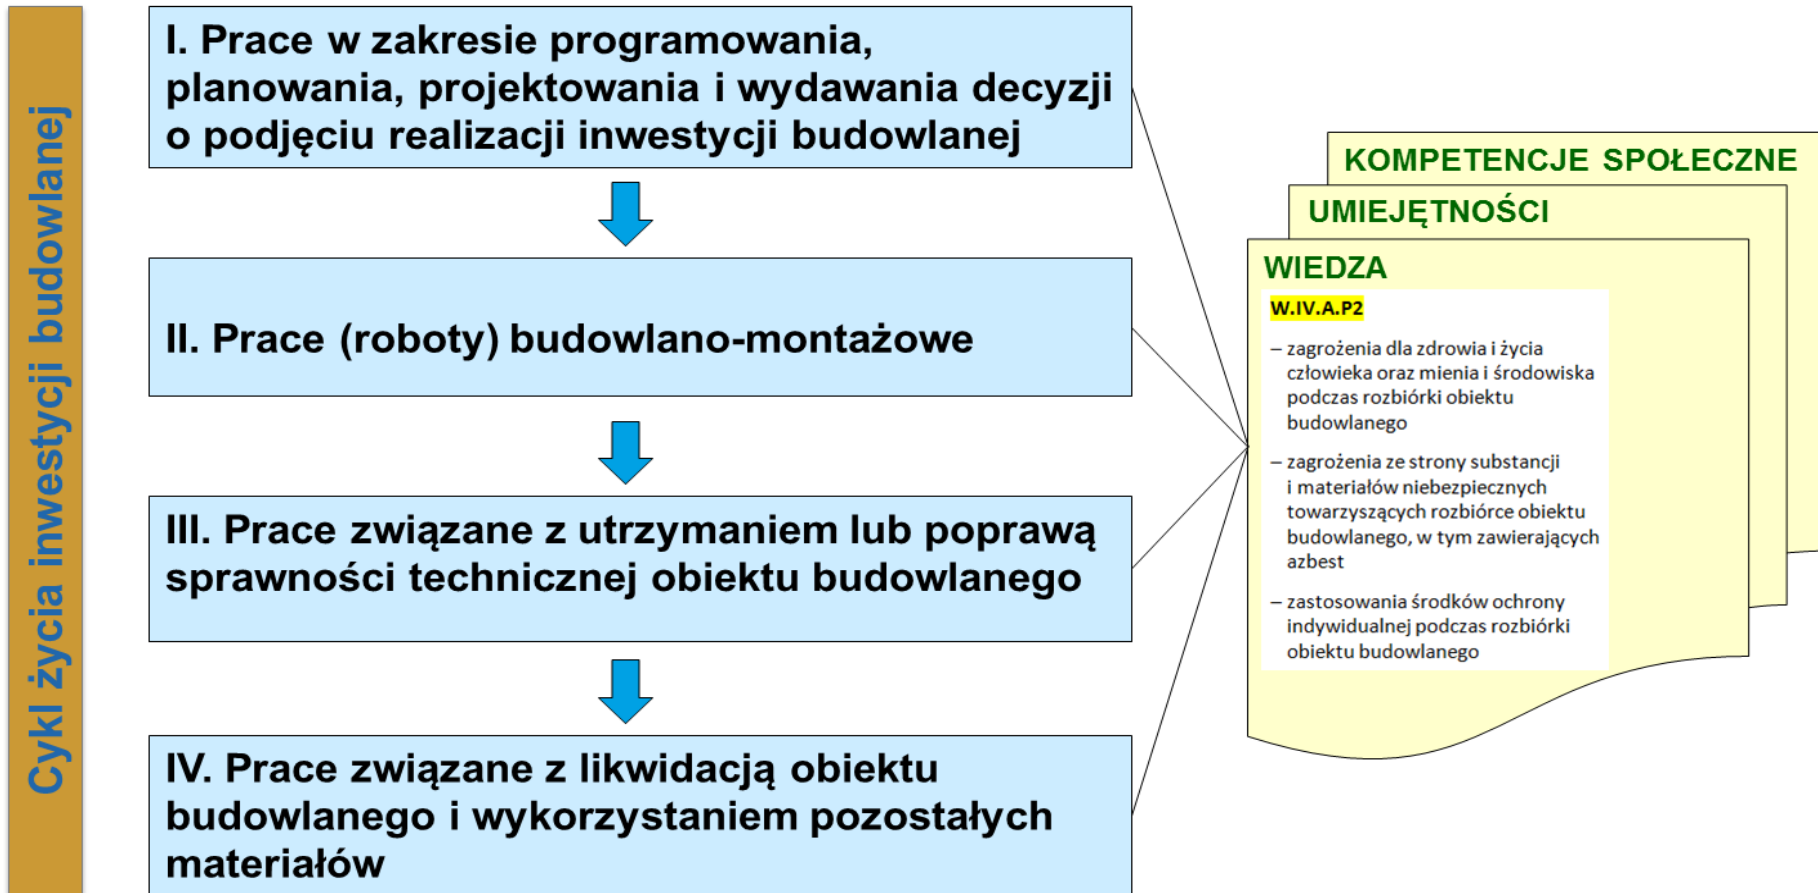 Cykl życia inwestycji budowlanej
I. Prace w zakresie programowania,
planowania, projektowania i wydawania decyzji
o podjęciu realizacji inwestycji budowlanej
II. Prace (roboty) budowlano-montażowe
III. Prace związane z utrzymaniem lub poprawą
sprawności technicznej obiektu budowlanego
IV. Prace związane z likwidacją obiektu
budowlanego i wykorzystaniem pozostałych
materiałów
KOMPETENCJE SPOŁECZNE
UMIEJĘTNOŚCI
WIEDZA
W.IV.A.P2
– zagrożenia dla zdrowia i życia
człowieka oraz mienia i środowiska
podczas rozbiórki obiektu
budowlanego
– zagrożenia ze strony substancji
i materiałów niebezpiecznych
towarzyszących rozbiórce obiektu
budowlanego, w tym zawierających
azbest
– zastosowania środków ochrony
indywidualnej podczas rozbiórki
obiektu budowlanego